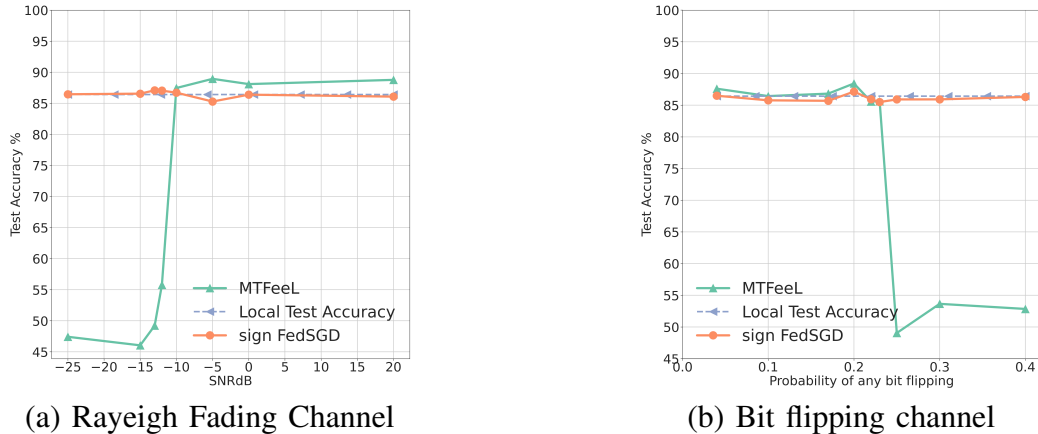 100
95
90
85
80
75
70
65
60
55
50
45
Test Accuracy %
MTFeeL
Local Test Accuracy
sign FedSGD
−25 −20 −15 −10 −5 0 5 10 15 20
SNRdB
(a) Rayeigh Fading Channel
100
95
90
85
80
75
70
65
60
55
50
45
Test Accuracy %
MTFeeL
Local Test Accuracy
sign FedSGD
0.0 0.1 0.2 0.3 0.4
Probability of any bit flipping
(b) Bit flipping channel